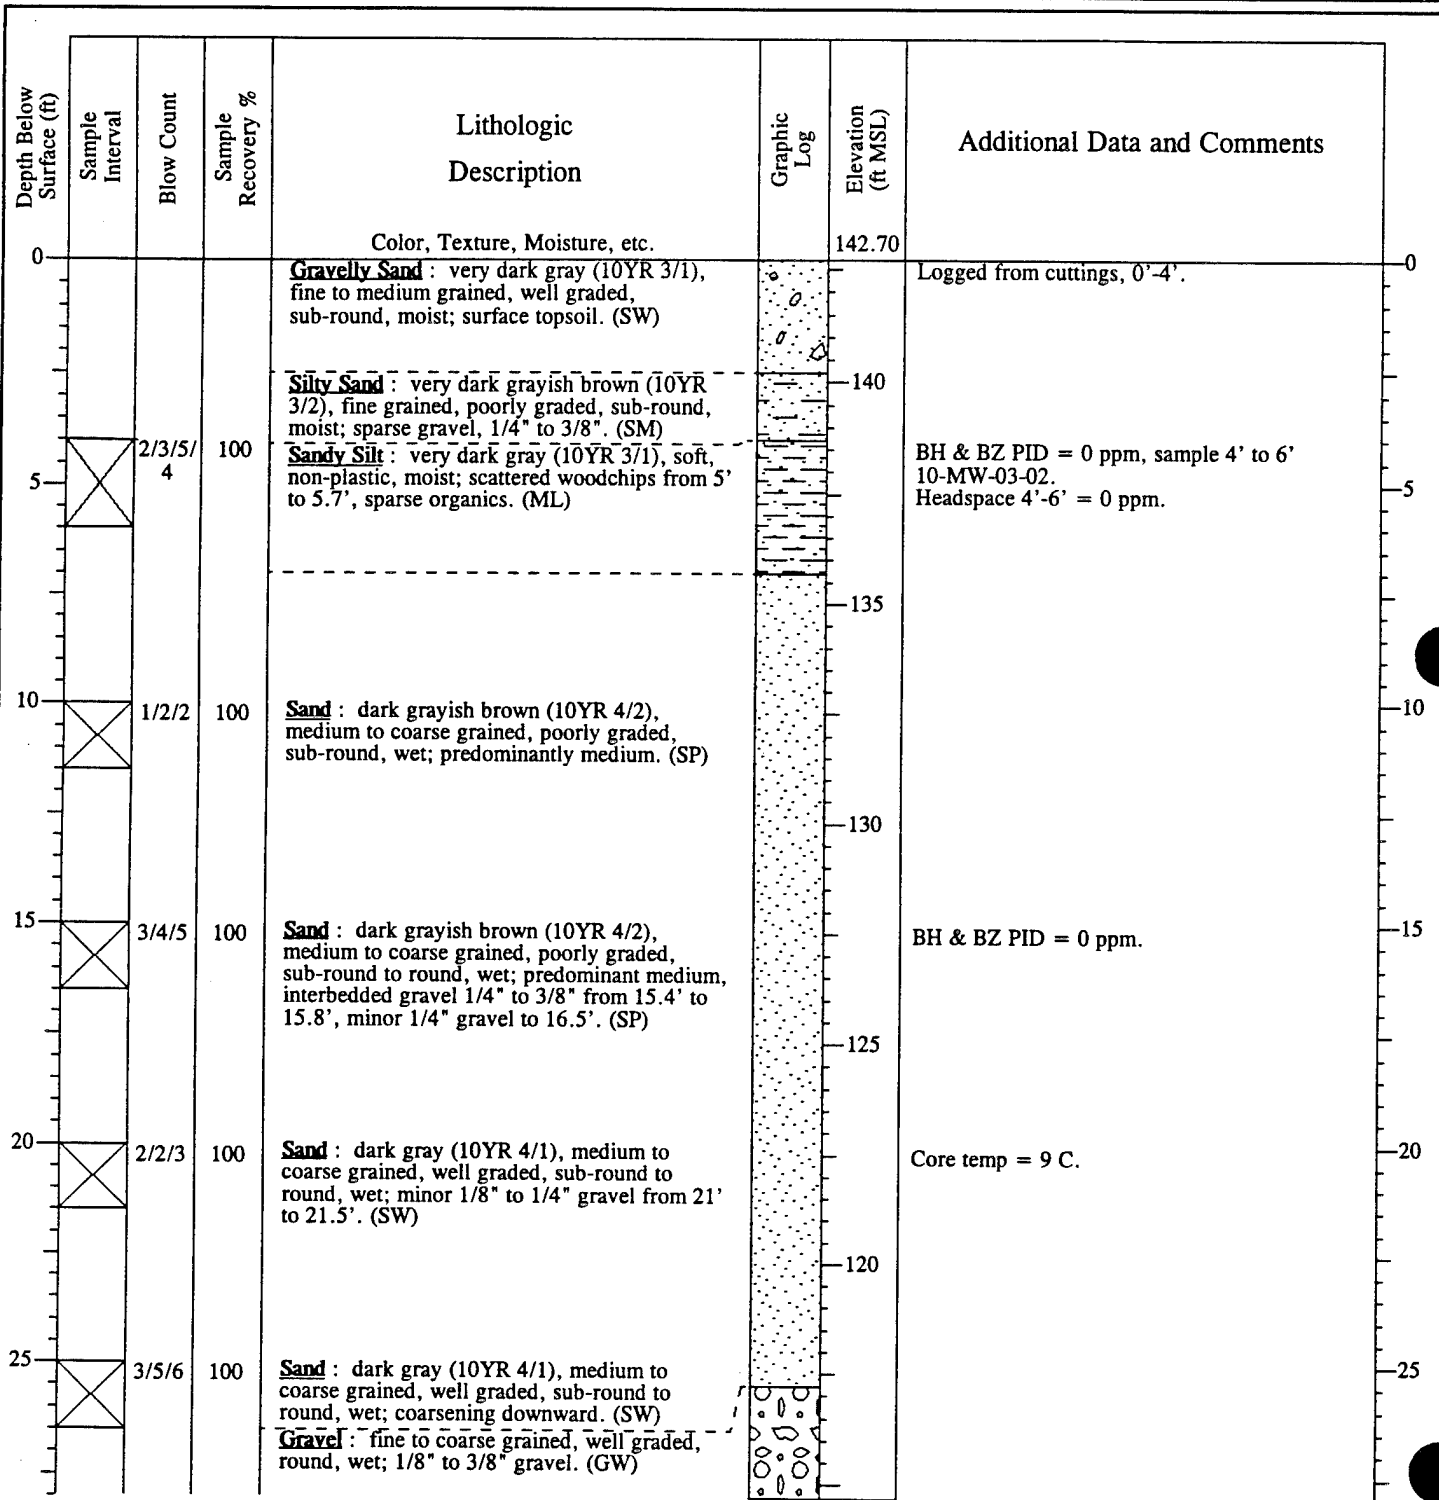 Depth Below
Surface (ft)
Sample
Interval
Blow Count
Sample
Recovery %
Lithologic
Description
Color, Texture, Moisture, etc.
Graphic
Log
Elevation
(ft MSL)
142.70
Additional Data and Comments
0
Gravelly Sand : very dark gray (10YR 3/1),
fine to medium grained, well graded,
sub-round, moist; surface topsoil. (SW)
Logged from cuttings, 0'-4'.
0
Silty Sand : very dark grayish brown (10YR
3/2), fine grained, poorly graded, sub-round,
moist; sparse gravel, 1/4" to 3/8". (SM)
140
2/3/5/
4
100
Sandy Silt : very dark gray (10YR 3/1), soft,
non-plastic, moist; scattered woodchips from 5'
to 5.7', sparse organics. (ML)
BH & BZ PID = 0 ppm, sample 4' to 6'
10-MW-03-02.
Headspace 4'-6' = 0 ppm.
5
5
135
10
1/2/2
100
Sand : dark grayish brown (10YR 4/2),
medium to coarse grained, poorly graded,
sub-round, wet; predominantly medium. (SP)
10
130
15
3/4/5
100
Sand : dark grayish brown (10YR 4/2),
medium to coarse grained, poorly graded,
sub-round to round, wet; predominant medium,
interbedded gravel 1/4" to 3/8" from 15.4' to
15.8', minor 1/4" gravel to 16.5'. (SP)
BH & BZ PID = 0 ppm.
15
125
20
2/2/3
100
Sand : dark gray (10YR 4/1), medium to
coarse grained, well graded, sub-round to
round, wet; minor 1/8" to 1/4" gravel from 21'
to 21.5'. (SW)
Core temp = 9 C.
20
120
25
3/5/6
100
Sand : dark gray (10YR 4/1), medium to
coarse grained, well graded, sub-round to
round, wet; coarsening downward. (SW)
25
Gravel : fine to coarse grained, well graded,
round, wet; 1/8" to 3/8" gravel. (GW)